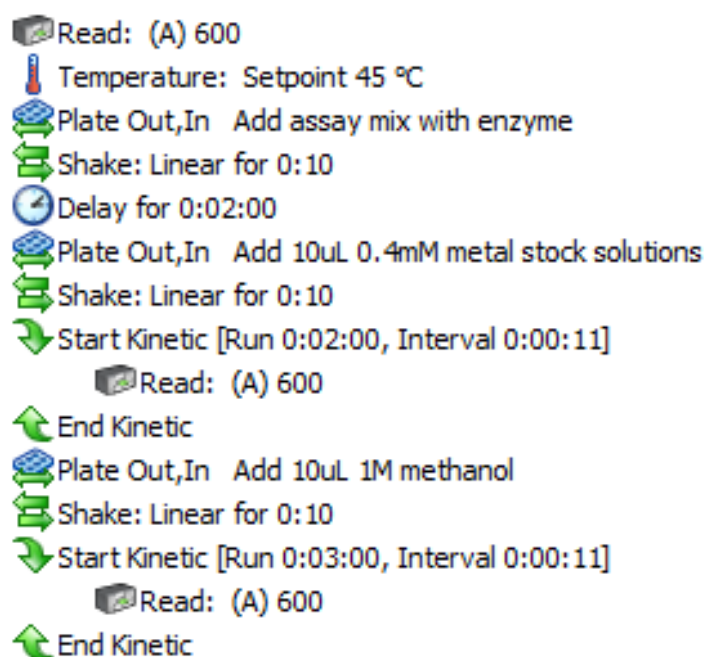 Read: (A) 600
Temperature: Setpoint 45 ºC
Plate Out,In Add assay mix with enzyme
Shake: Linear for 0:10
Delay for 0:02:00
Plate Out,In Add 10uL 0.4mM metal stock solutions
Shake: Linear for 0:10
Start Kinetic [Run 0:02:00, Interval 0:00:11]
Read: (A) 600
End Kinetic
Plate Out,In Add 10uL 1M methanol
Shake: Linear for 0:10
Start Kinetic [Run 0:03:00, Interval 0:00:11]
Read: (A) 600
End Kinetic